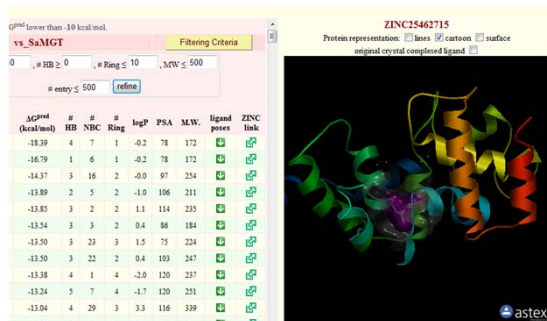 Gpred lower than -10 kcal/mol.
vs_SaMGT
Filtering Criteria
0 , # HB ≥ 0 , # Ring ≤ 10 , MW ≤ 500
# entry ≤ 500 refine
ΔGpred (kcal/mol) # HB # NBC # Ring logP PSA M.W. ligand poses ZINC link
-18.39 4 7 1 -0.2 78 172
-16.79 1 6 1 -0.2 78 172
-14.37 3 16 2 -0.0 97 254
-13.89 2 5 2 -1.0 106 211
-13.85 3 2 2 1.1 114 235
-13.54 3 3 2 0.4 86 184
-13.50 3 23 3 1.5 75 224
-13.50 3 22 2 0.4 103 247
-13.38 4 1 4 -2.0 120 237
-13.24 5 7 4 -1.7 120 251
-13.04 4 29 3 3.3 116 339
ZINC25462715
Protein representation: lines cartoon surface
original crystal complexed ligand
astex